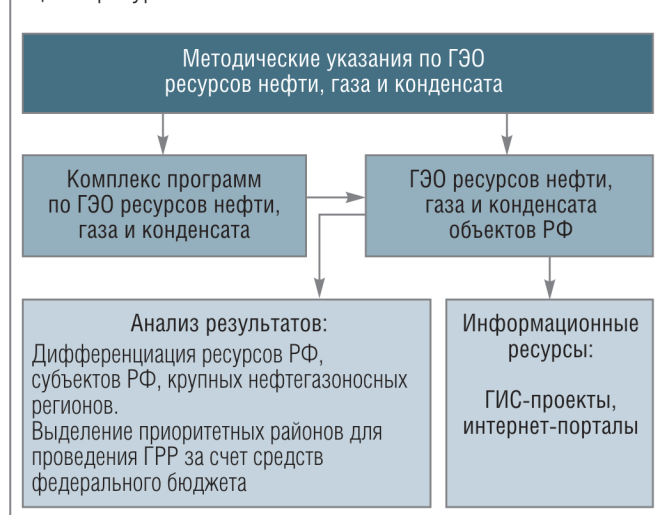 Методические указания по ГЭО
ресурсов нефти, газа и конденсата
Комплекс программ
по ГЭО ресурсов нефти,
газа и конденсата
ГЭО ресурсов нефти,
газа и конденсата
объектов РФ
Анализ результатов:
Дифференциация ресурсов РФ,
субъектов РФ, крупных нефтегазоносных
регионов.
Выделение приоритетных районов для
проведения ГРР за счет средств
федерального бюджета
Информационные
ресурсы:
ГИС-проекты,
интернет-порталы